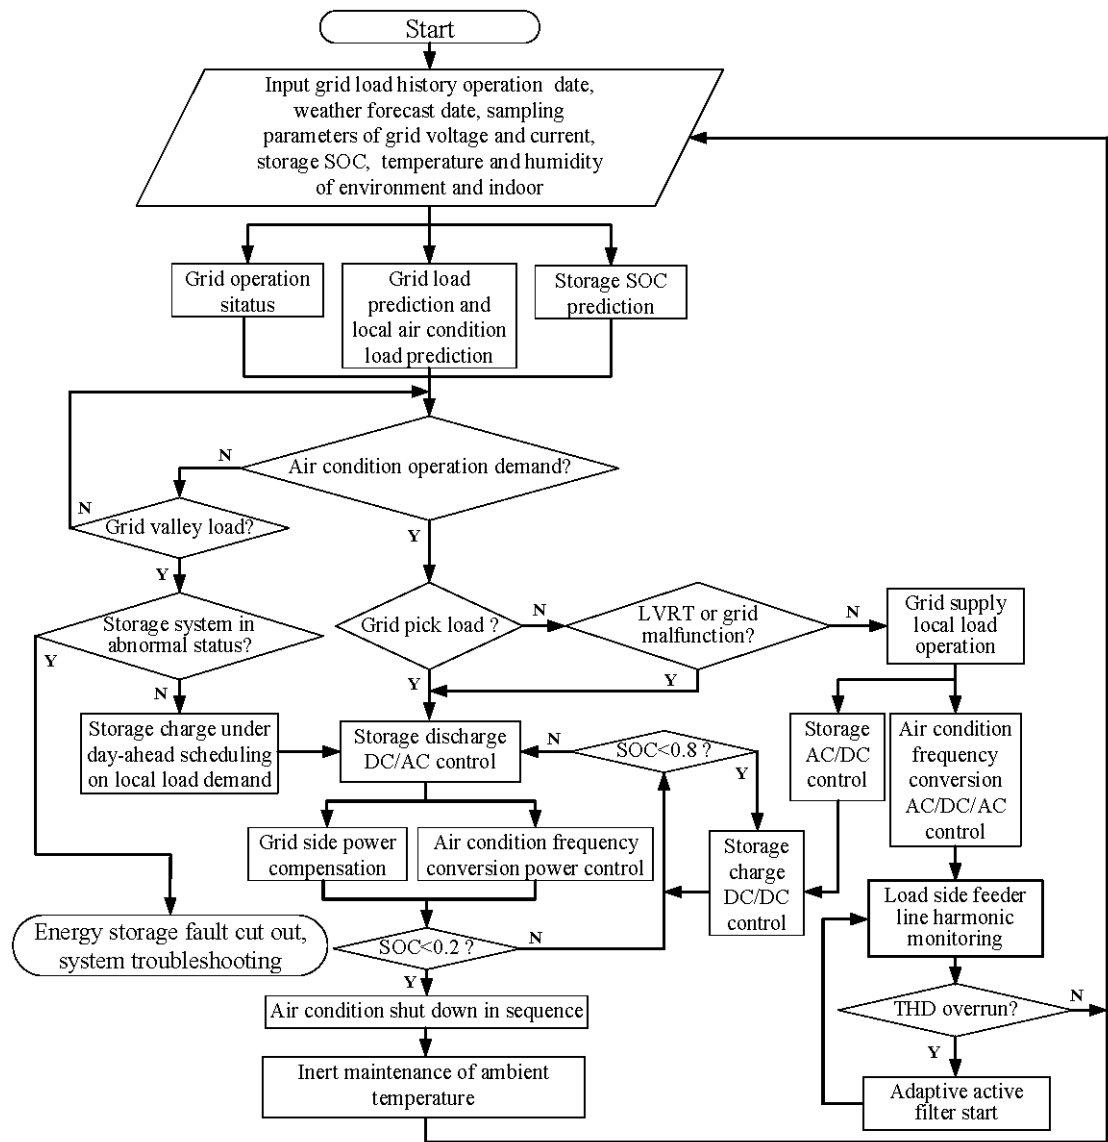 Start
Input grid load history operation date,
weather forecast date, sampling
parameters of grid voltage and current,
storage SOC, temperature and humidity
of environment and indoor
Grid operation
sitatus
Grid load
prediction and
local air condition
load prediction
Storage SOC
prediction
N
Air condition operation demand?
N
Grid valley load?
Y
Y
Storage system in
abnormal status?
Y
N
Grid pick load ?
N
LVRT or grid
malfunction?
N
Grid supply
local load
operation
Y
Y
Storage charge under
day-ahead scheduling
on local load demand
Storage discharge
DC/AC control
N
SOC<0.8 ?
Y
Storage
AC/DC
control
Air condition
frequency
conversion
AC/DC/AC
control
Grid side power
compensation
Air condition frequency
conversion power control
Storage
charge
DC/DC
control
Load side feeder
line harmonic
monitoring
Energy storage fault cut out,
system troubleshooting
SOC<0.2 ?
N
Y
THD overrun?
N
Y
Air condition shut down in sequence
Inert maintenance of ambient
temperature
Adaptive active
filter start